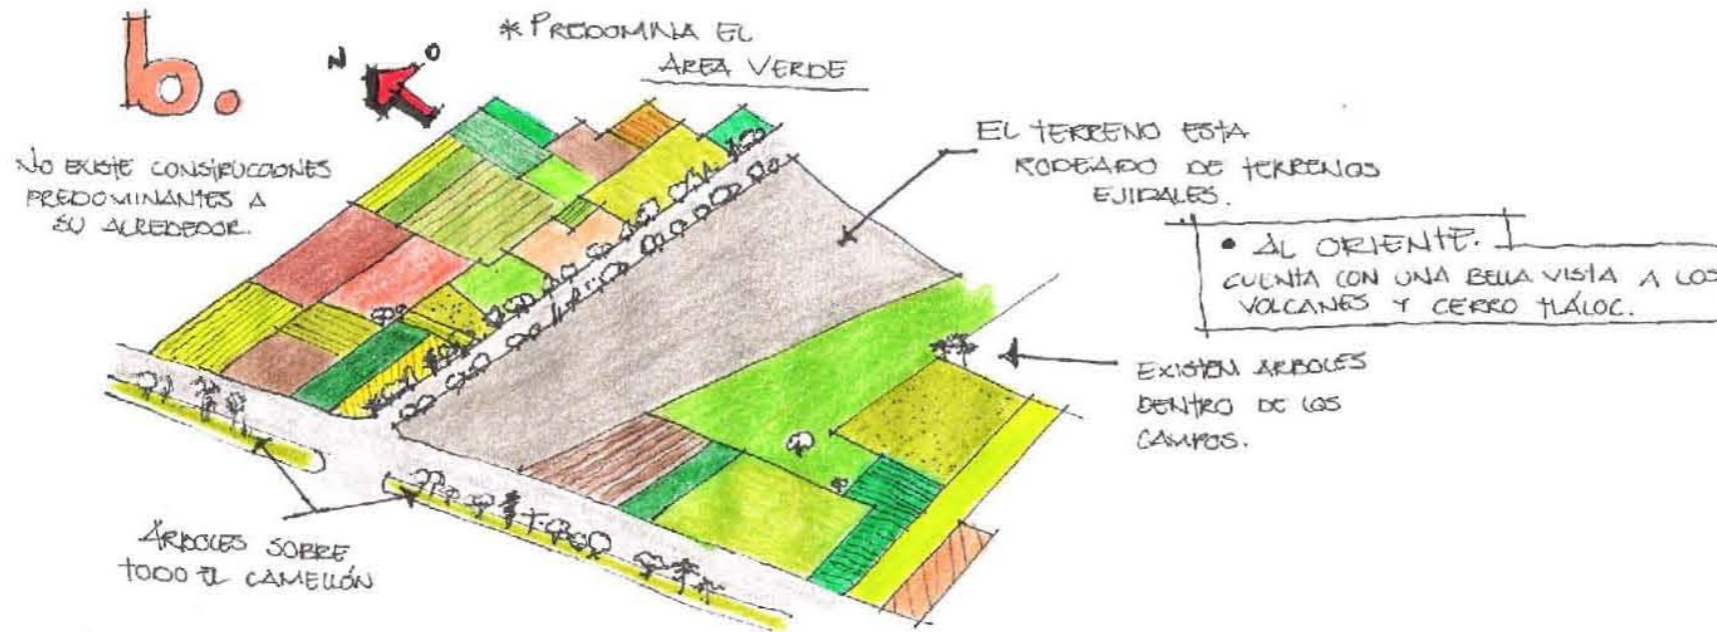 b.
N O
* PREDOMINA EL
AREA VERDE
NO EXISTE CONSTRUCCIONES
PREDOMINANTES A
SU ALREDEDOR.
EL TERRENO ESTA
RODEADO DE TERRENOS
EJIDALES.
• AL ORIENTE.
CUENTA CON UNA BELLA VISTA A LOS
VOLCANES Y CERRO TLÁLOC.
EXISTEN ARBOLES
DENTRO DE LOS
CAMPOS.
ÁRBOLES SOBRE
TODO EL CAMELLÓN